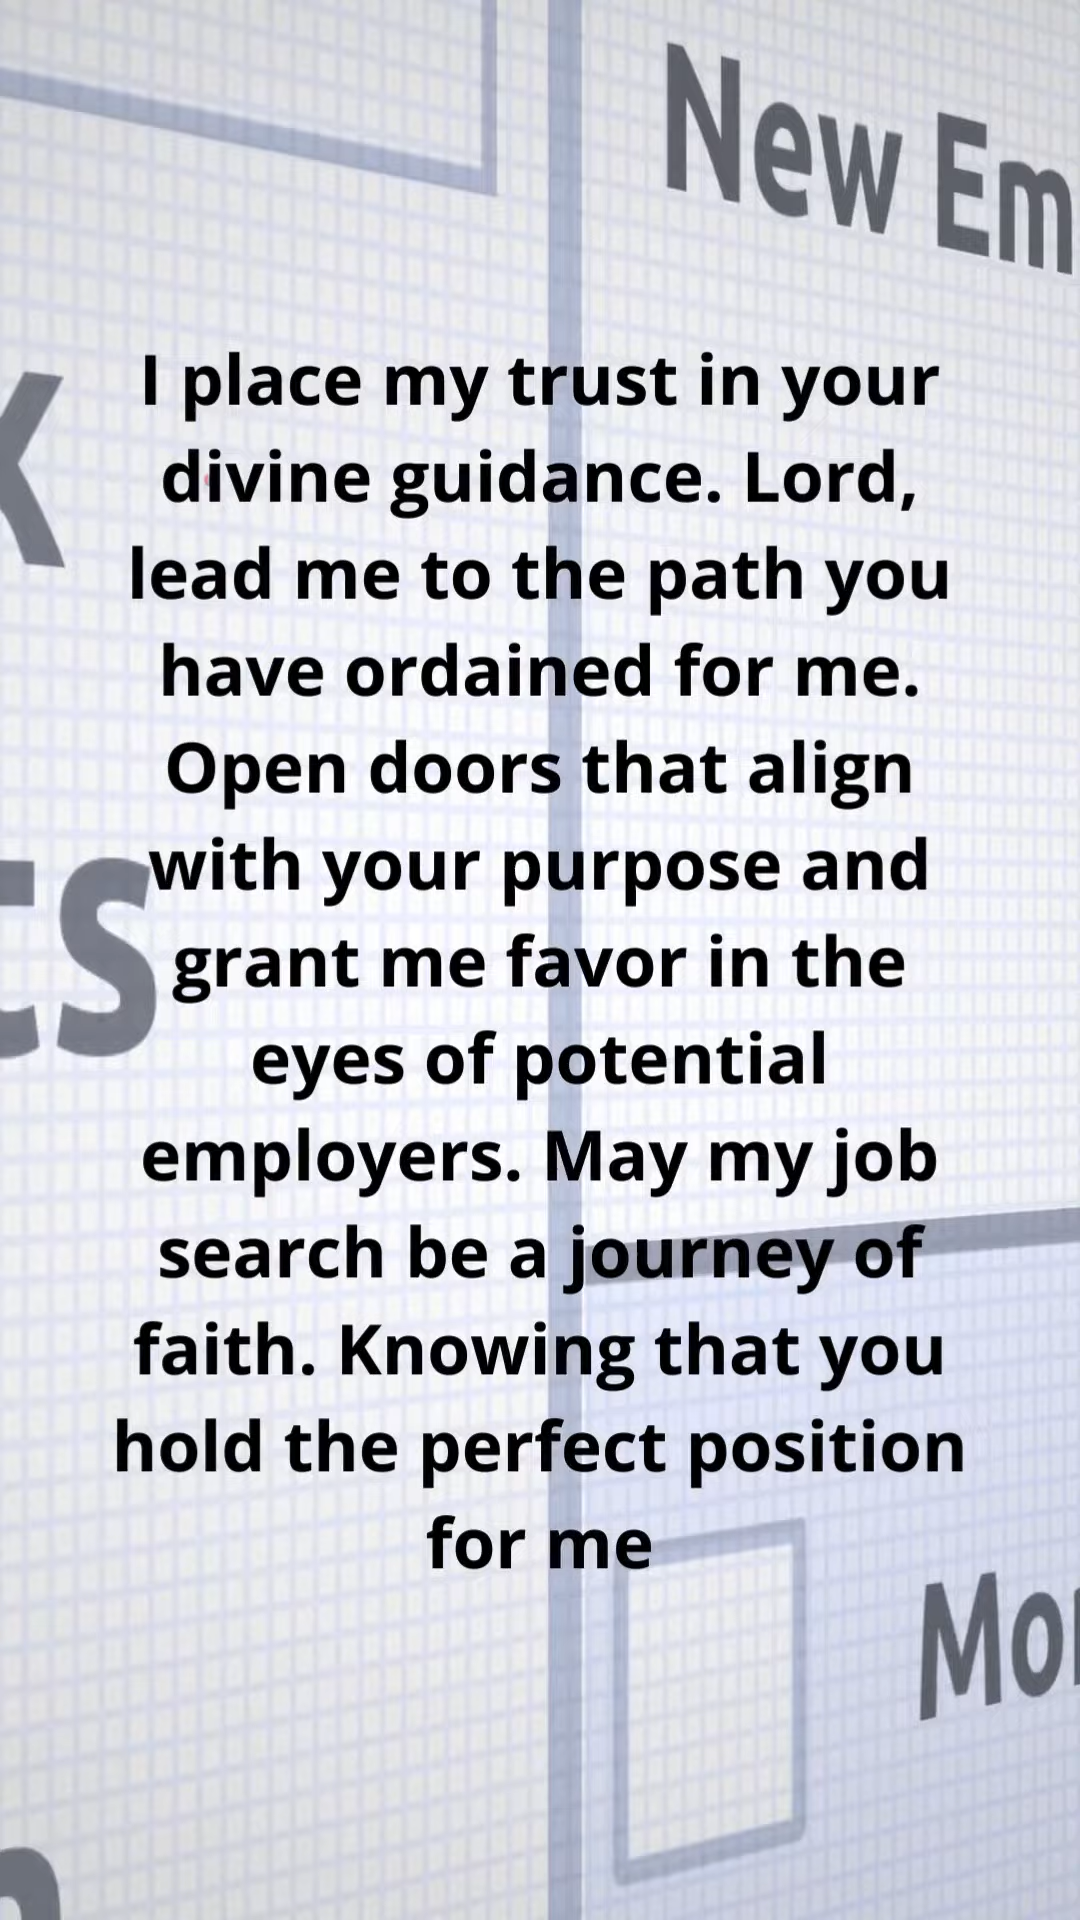 New Em
I place my trust in your
divine guidance. Lord,
lead me to the path you
have ordained for me.
Open doors that align
with your purpose and
grant me favor in the
eyes of potential
employers. May my job
search be a journey of
faith. Knowing that you
hold the perfect position
for me